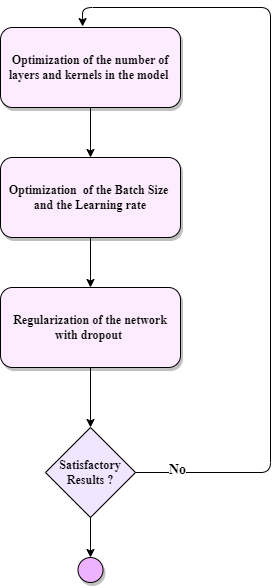 Optimization of the number of
layers and kernels in the model
Optimization of the Batch Size
and the Learning rate
Regularization of the network
with dropout
Satisfactory
Results ?
No